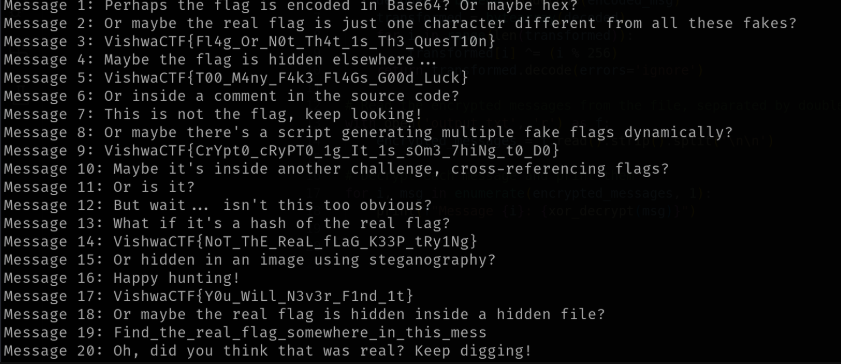 Message 1: Perhaps the flag is encoded in Base64? Or maybe hex?
Message 2: Or maybe the real flag is just one character different from all these fakes?
Message 3: VishwaCTF{Fl4g_Or_N0t_Th4t_1s_Th3_QuesT10n}
Message 4: Maybe the flag is hidden elsewhere...
Message 5: VishwaCTF{T00_M4ny_F4k3_Fl4Gs_G00d_Luck}
Message 6: Or inside a comment in the source code?
Message 7: This is not the flag, keep looking!
Message 8: Or maybe there's a script generating multiple fake flags dynamically?
Message 9: VishwaCTF{CrYpt0_cRyPT0_1g_It_1s_sOm3_7hiNg_t0_D0}
Message 10: Maybe it's inside another challenge, cross-referencing flags?
Message 11: Or is it?
Message 12: But wait... isn't this too obvious?
Message 13: What if it's a hash of the real flag?
Message 14: VishwaCTF{NoT_ThE_ReaL_fLaG_K33P_tRy1Ng}
Message 15: Or hidden in an image using steganography?
Message 16: Happy hunting!
Message 17: VishwaCTF{Y0u_WiLl_N3v3r_F1nd_1t}
Message 18: Or maybe the real flag is hidden inside a hidden file?
Message 19: Find_the_real_flag_somewhere_in_this_mess
Message 20: Oh, did you think that was real? Keep digging!